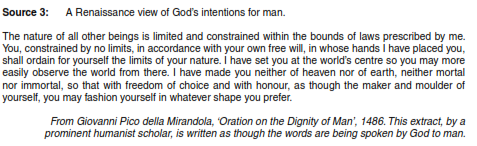 Source 3: A Renaissance view of God's intentions for man.
The nature of all other beings is limited and constrained within the bounds of laws prescribed by me.
You, constrained by no limits, in accordance with your own free will, in whose hands I have placed you,
shall ordain for yourself the limits of your nature. I have set you at the world's centre so you may more
easily observe the world from there. I have made you neither of heaven nor of earth, neither mortal
nor immortal, so that with freedom of choice and with honour, as though the maker and moulder of
yourself, you may fashion yourself in whatever shape you prefer.
From Giovanni Pico della Mirandola, 'Oration on the Dignity of Man', 1486. This extract, by a
prominent humanist scholar, is written as though the words are being spoken by God to man.